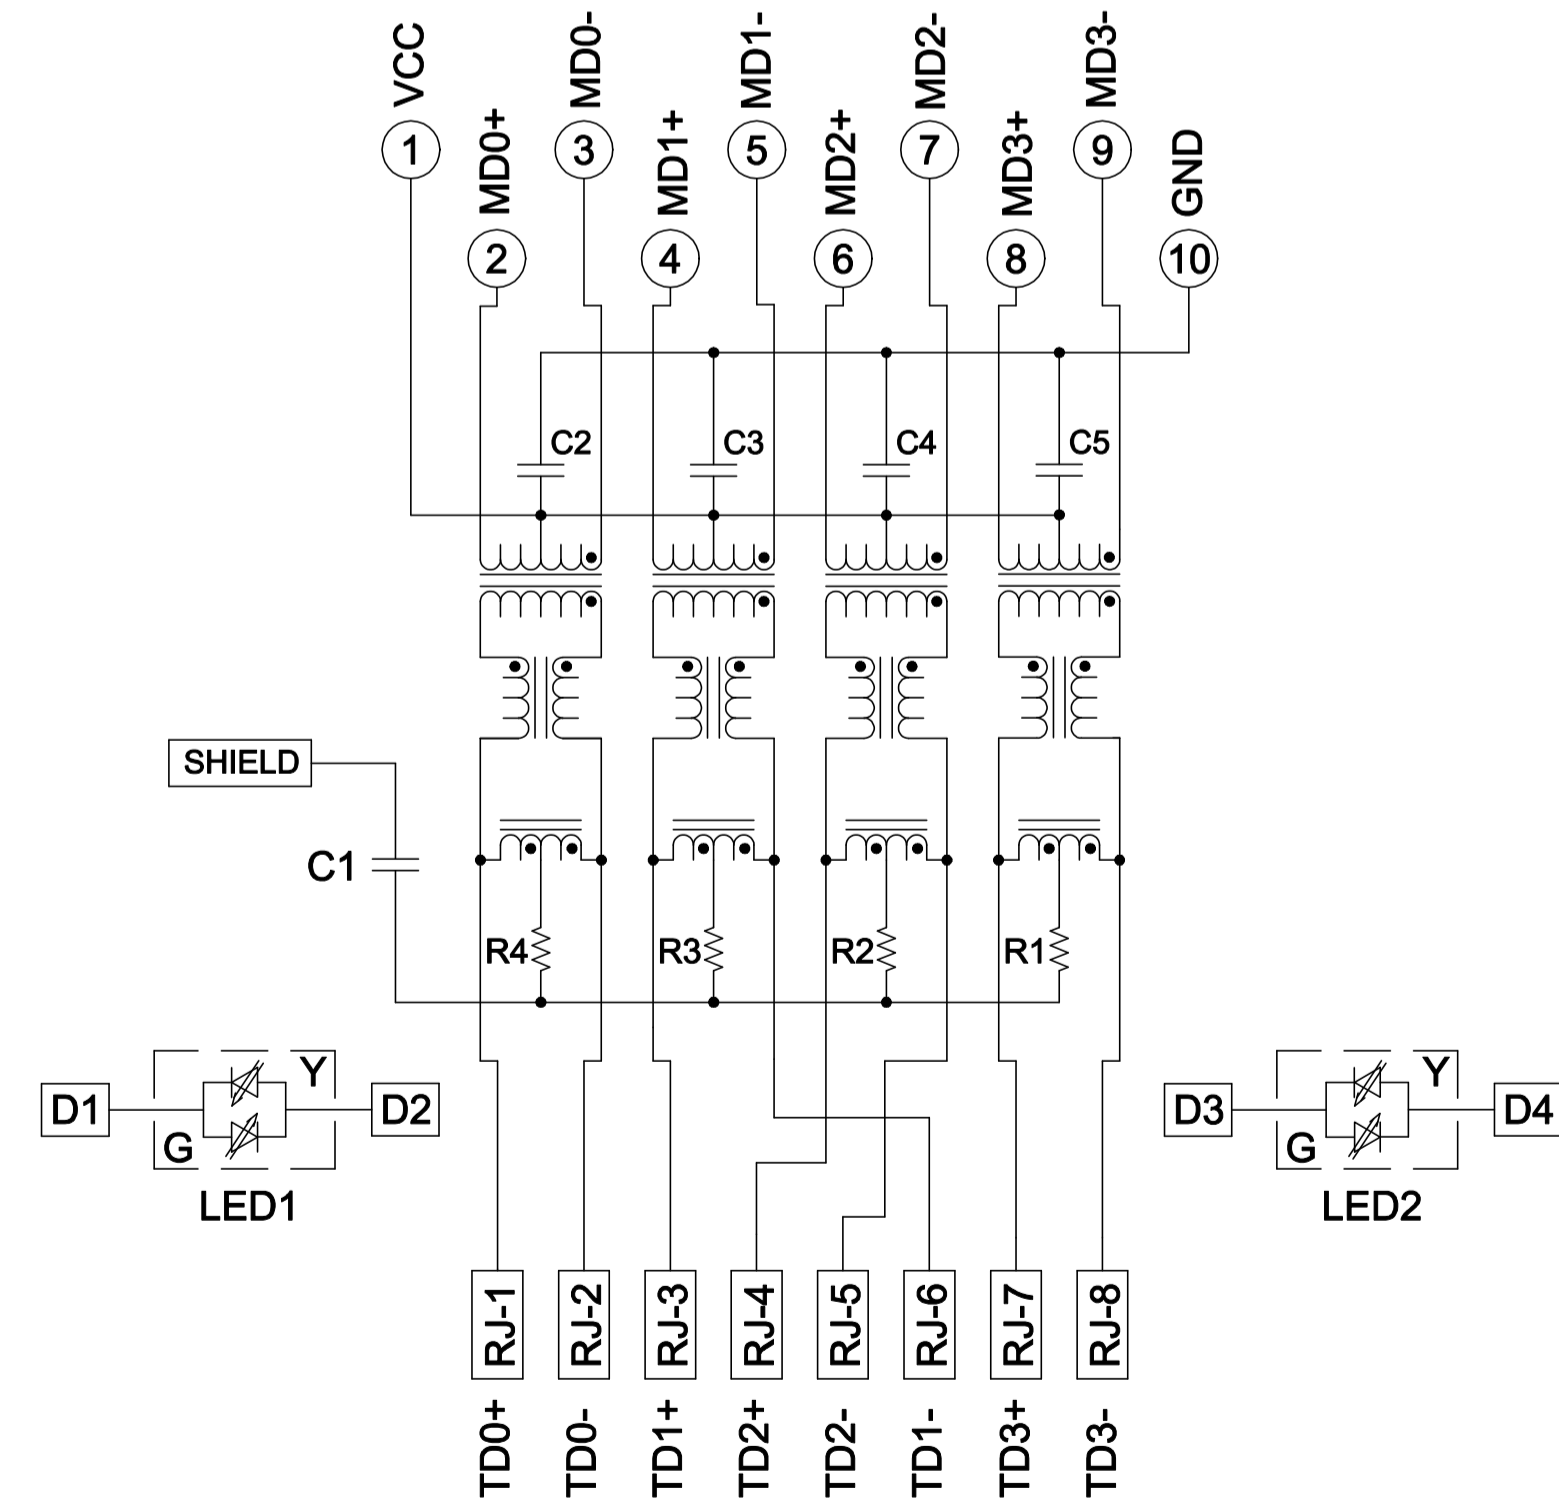 VCC
MD0-
MD1-
MD2-
MD3-
MD0+
MD1+
MD2+
MD3+
GND
1
3
5
7
9
2
4
6
8
10
C2
C3
C4
C5
SHIELD
C1
R4
R3
R2
R1
D1
Y
G
D2
LED1
D3
Y
G
D4
LED2
RJ-1
RJ-2
RJ-3
RJ-4
RJ-5
RJ-6
RJ-7
RJ-8
TD0+
TD0-
TD1+
TD2+
TD2-
TD1-
TD3+
TD3-